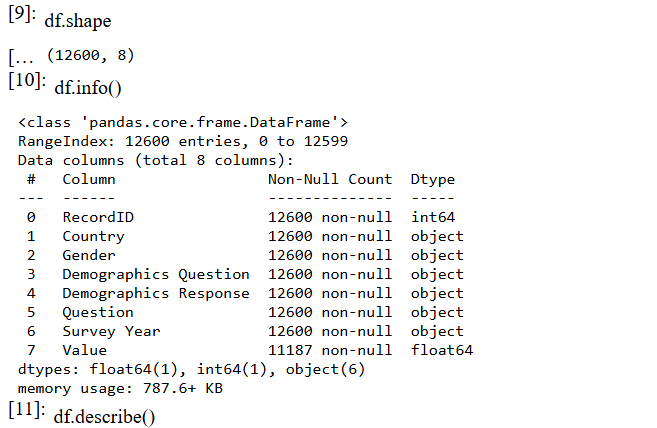 [9]: df.shape
[… (12600, 8)
[10]: df.info()
<class 'pandas.core.frame.DataFrame'>
RangeIndex: 12600 entries, 0 to 12599
Data columns (total 8 columns):
 #   Column                 Non-Null Count  Dtype
---  ------                 --------------  -----
 0   RecordID               12600 non-null  int64
 1   Country                12600 non-null  object
 2   Gender                 12600 non-null  object
 3   Demographics Question  12600 non-null  object
 4   Demographics Response  12600 non-null  object
 5   Question               12600 non-null  object
 6   Survey Year            12600 non-null  object
 7   Value                  11187 non-null  float64
dtypes: float64(1), int64(1), object(6)
memory usage: 787.6+ KB
[11]: df.describe()